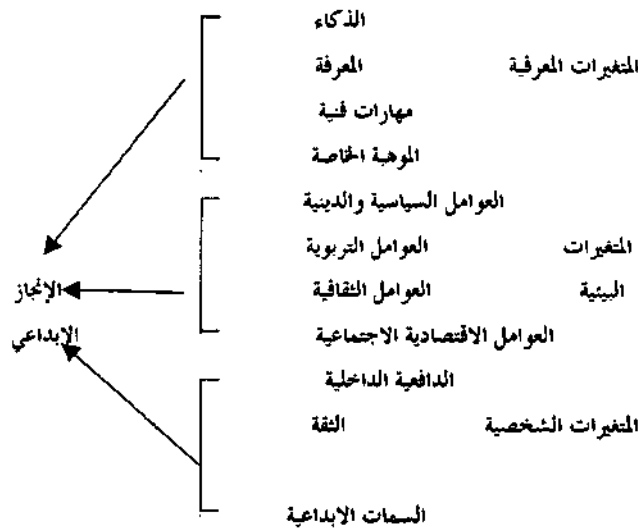 الذكاء
المتغيرات المعرفية المعرفة
مهارات فنية
الموهبة الخاصة
العوامل السياسية والدينية
المتغيرات العوامل التربوية
البيئية العوامل الثقافية الإنجاز
العوامل الاقتصادية الاجتماعية الابداعي
الدافعية الداخلية
المتغيرات الشخصية الثقة
السمات الابداعية